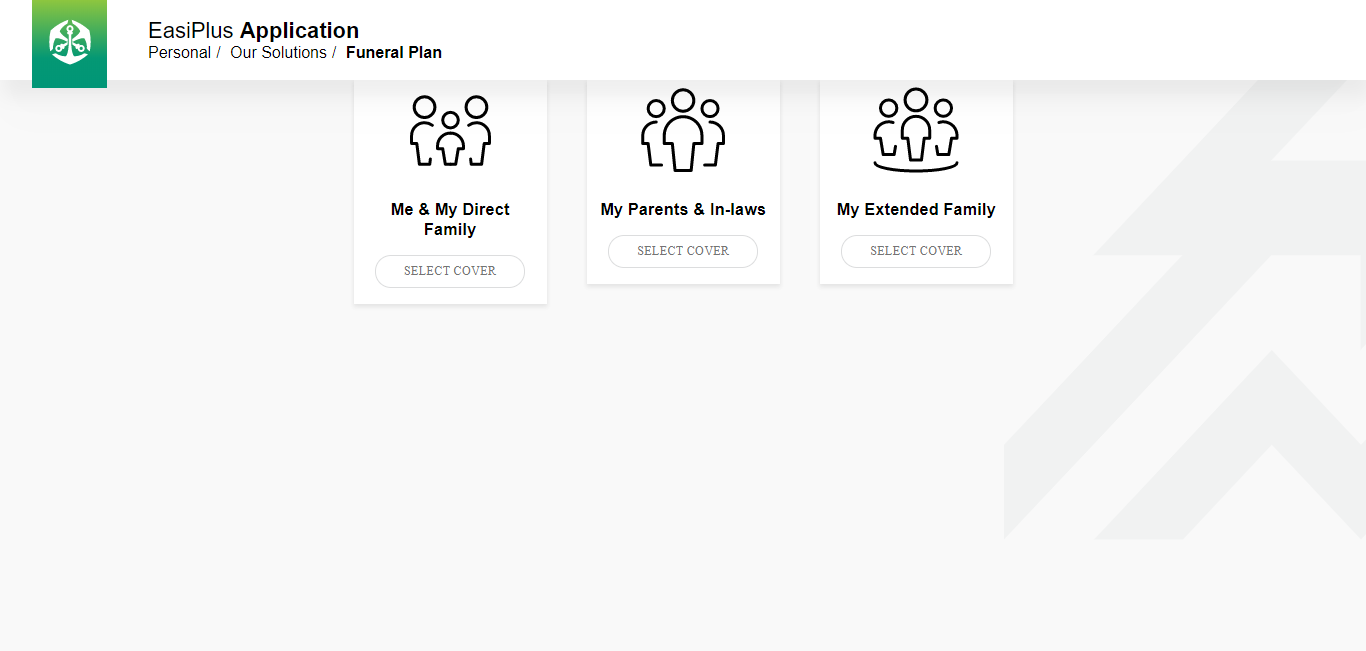 EasiPlus Application
Personal / Our Solutions / Funeral Plan
Me & My Direct
Family
SELECT COVER
My Parents & In-laws
SELECT COVER
My Extended Family
SELECT COVER